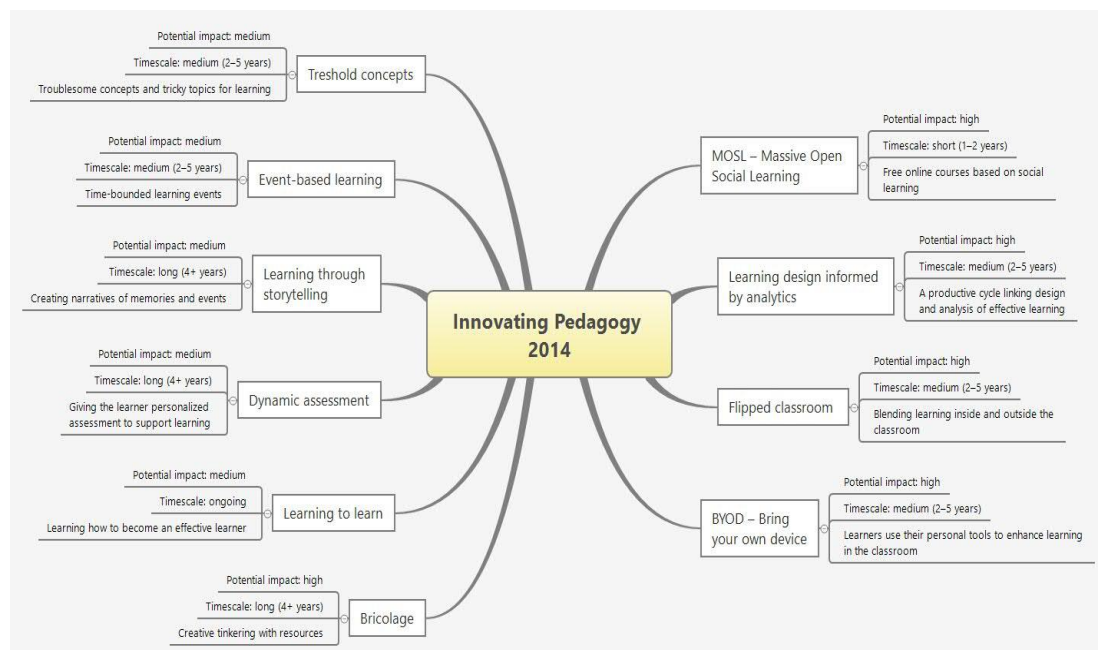 Innovating Pedagogy
2014
Potential impact: medium
Timescale: medium (2–5 years)
Troublesome concepts and tricky topics for learning
Treshold concepts
Potential impact: medium
Timescale: medium (2–5 years)
Time-bounded learning events
Event-based learning
Potential impact: medium
Timescale: long (4+ years)
Creating narratives of memories and events
Learning through
storytelling
Potential impact: medium
Timescale: long (4+ years)
Giving the learner personalized
assessment to support learning
Dynamic assessment
Potential impact: medium
Timescale: ongoing
Learning how to become an effective learner
Learning to learn
Potential impact: high
Timescale: long (4+ years)
Creative tinkering with resources
Bricolage
MOSL – Massive Open
Social Learning
Potential impact: high
Timescale: short (1–2 years)
Free online courses based on social
learning
Learning design informed
by analytics
Potential impact: high
Timescale: medium (2–5 years)
A productive cycle linking design
and analysis of effective learning
Flipped classroom
Potential impact: high
Timescale: medium (2–5 years)
Blending learning inside and outside the
classroom
BYOD – Bring
your own device
Potential impact: high
Timescale: medium (2–5 years)
Learners use their personal tools to enhance learning
in the classroom